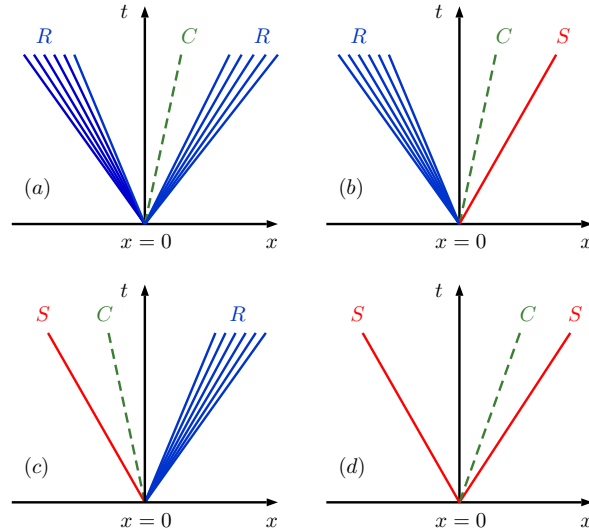 t t
R C R R C S
(a) (b)
x = 0 x x = 0 x
t t
S C R S C S
(c) (d)
x = 0 x x = 0 x